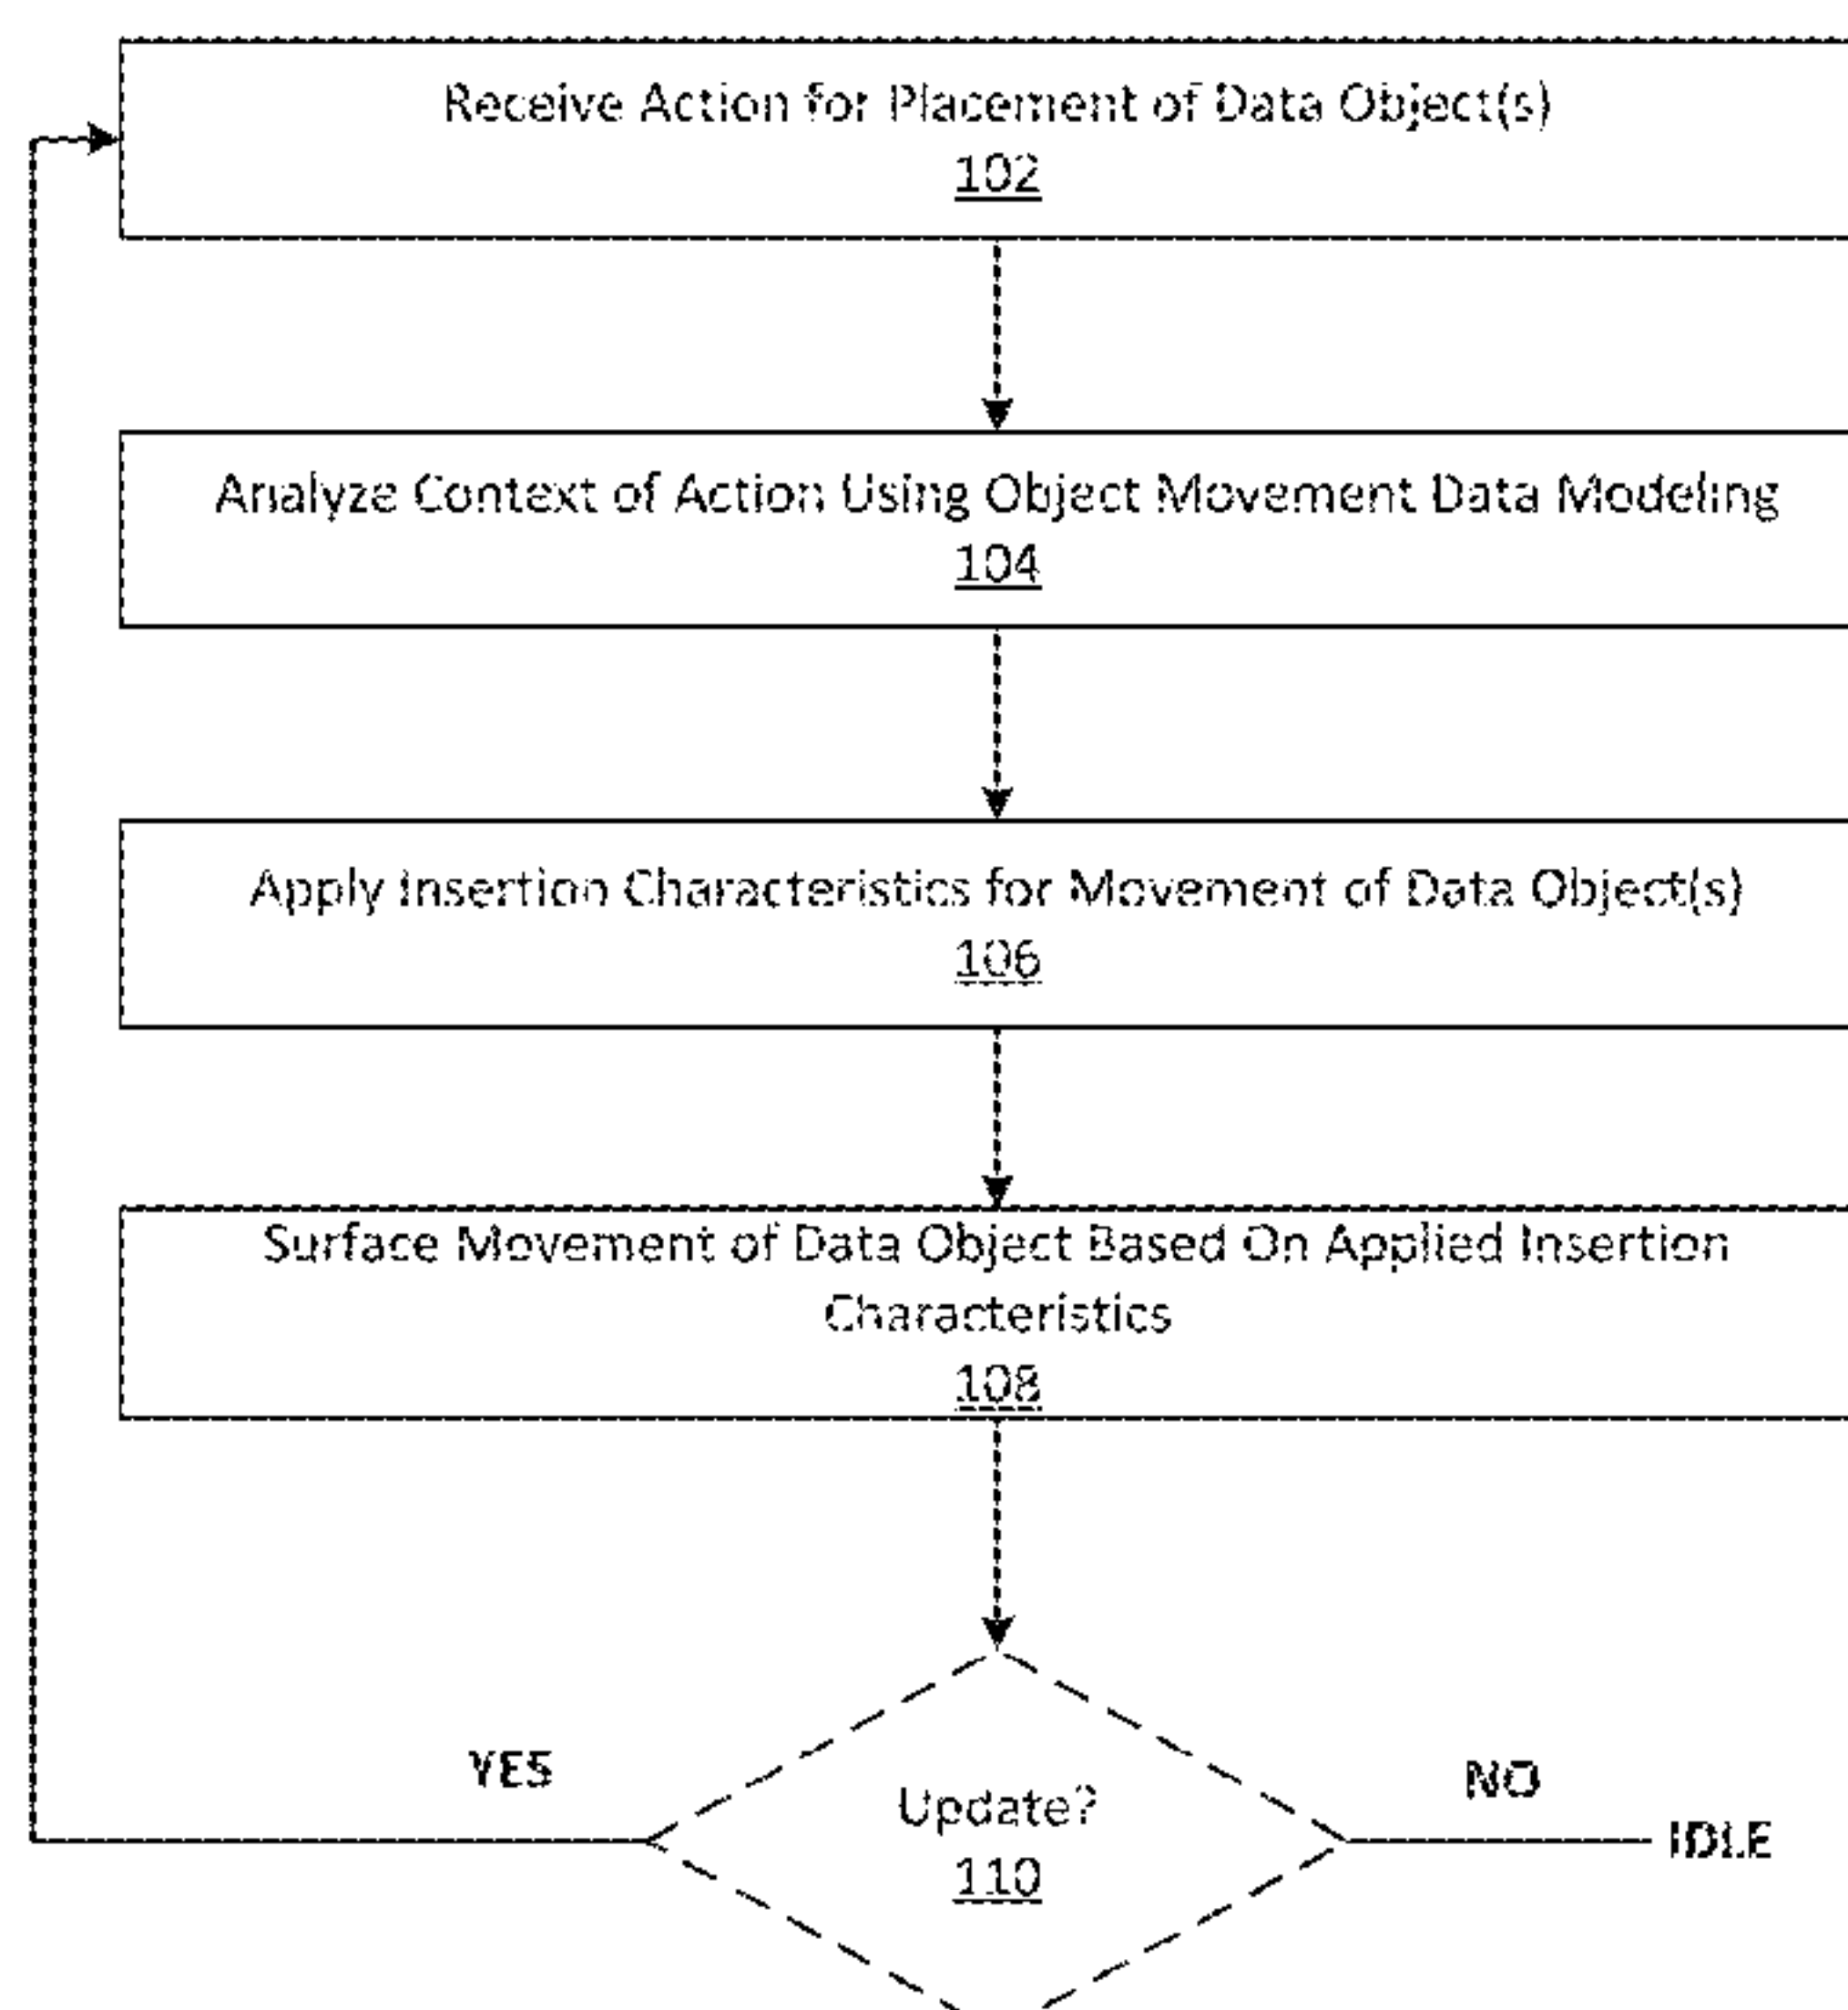 Receive Action for Placement of Data Object(s)
102
Analyze Context of Action Using Object Movement Data Modeling
104
Apply Insertion Characteristics for Movement of Data Object(s)
106
Surface Movement of Data Object Based On Applied Insertion
Characteristics
108
YES
NO
Update?
IDLE
110